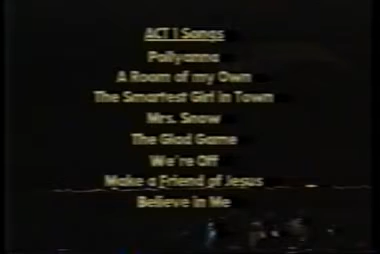 ACT I Songs
Pollyanna
A Room of my Own
The Smartest Girl in Town
Mrs. Snow
The Glad Game
We're Off
Make a Friend of Jesus
Believe in Me